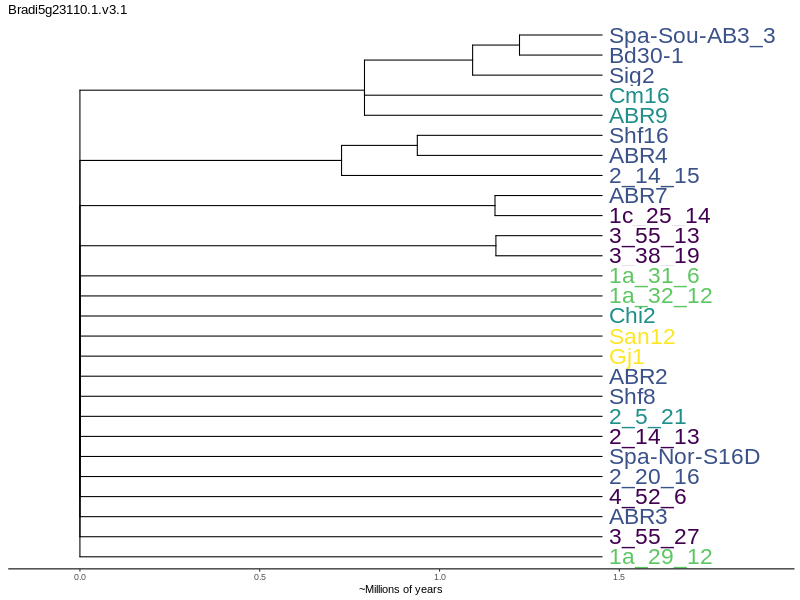 Bradi5g23110.1.v3.1
Spa-Sou-AB3_3
Bd30-1
Sig2
Cm16
ABR9
Shf16
ABR4
2_14_15
ABR7
1c_25_14
3_55_13
3_38_19
1a_31_6
1a_32_12
Chi2
San12
Gj1
ABR2
Shf8
2_5_21
2_14_13
Spa-Nor-S16D
2_20_16
4_52_6
ABR3
3_55_27
1a_29_12
0.0 0.5 1.0 1.5
~Millions of years